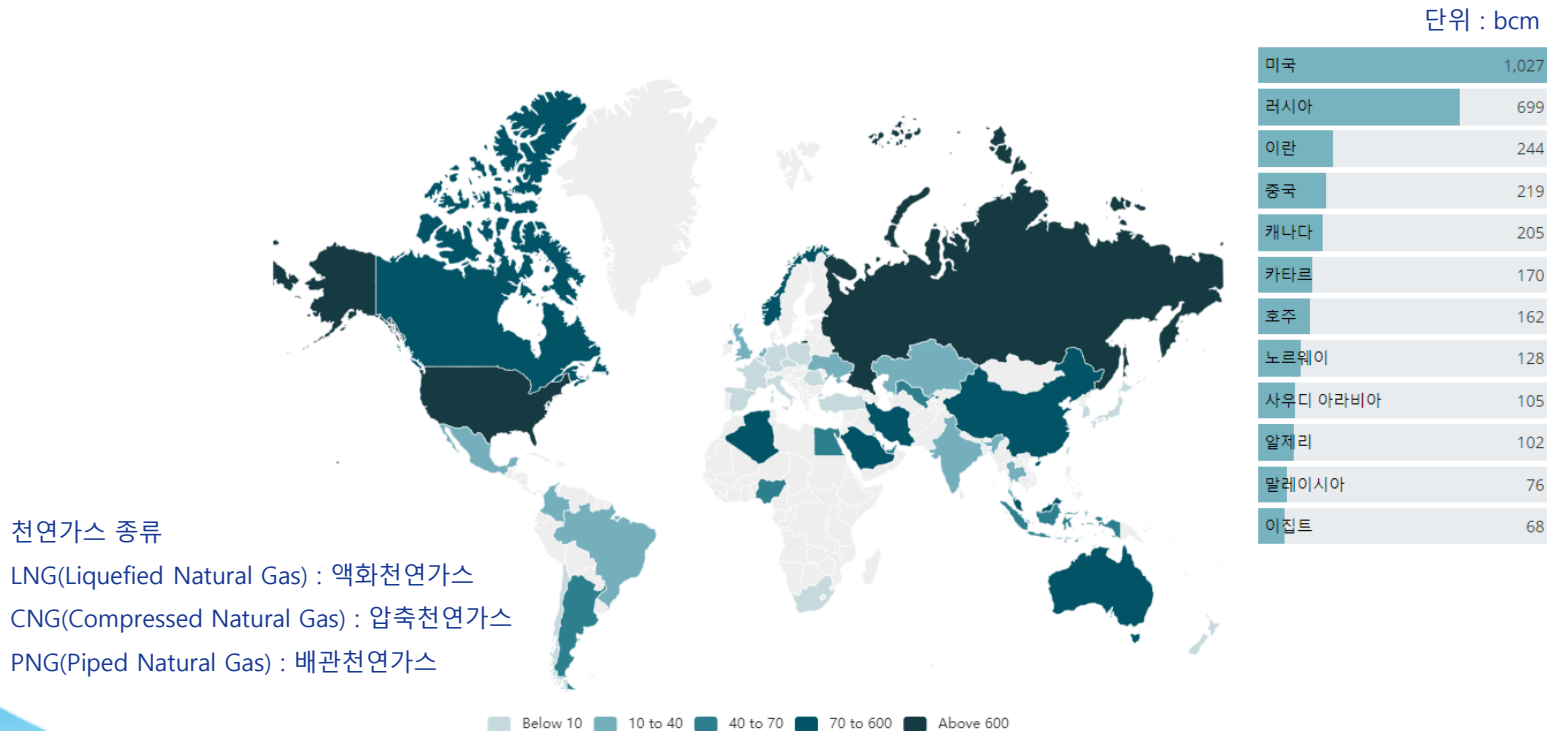 단위 : bcm
미국 1,027
러시아 699
이란 244
중국 219
캐나다 205
카타르 170
호주 162
노르웨이 128
사우디 아라비아 105
알제리 102
말레이시아 76
이집트 68
천연가스 종류
LNG(Liquefied Natural Gas) : 액화천연가스
CNG(Compressed Natural Gas) : 압축천연가스
PNG(Piped Natural Gas) : 배관천연가스
Below 10 10 to 40 40 to 70 70 to 600 Above 600